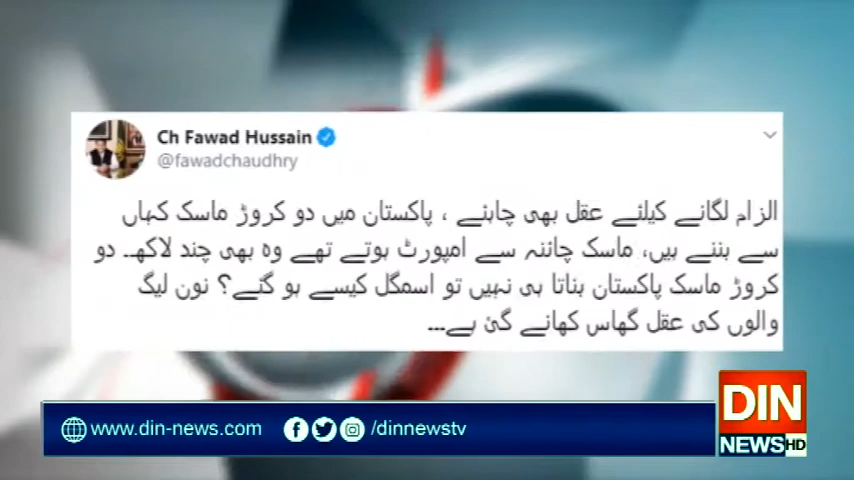 Ch Fawad Hussain
@fawadchaudhry
الزام لگانے کیلئے عقل بھی چاہئے ، پاکستان میں دو کروڑ ماسک کہاں
سے بننے ہیں، ماسک چائنہ سے امپورٹ ہوتے تھے وہ بھی چند لاکھ۔ دو
کروڑ ماسک پاکستان بناتا ہی نہیں تو اسمگل کیسے ہو گئے؟ نون لیگ
والوں کی عقل گھاس کھانے گئ ہے۔۔۔
www.din-news.com
/dinnewstv
DIN
NEWS HD